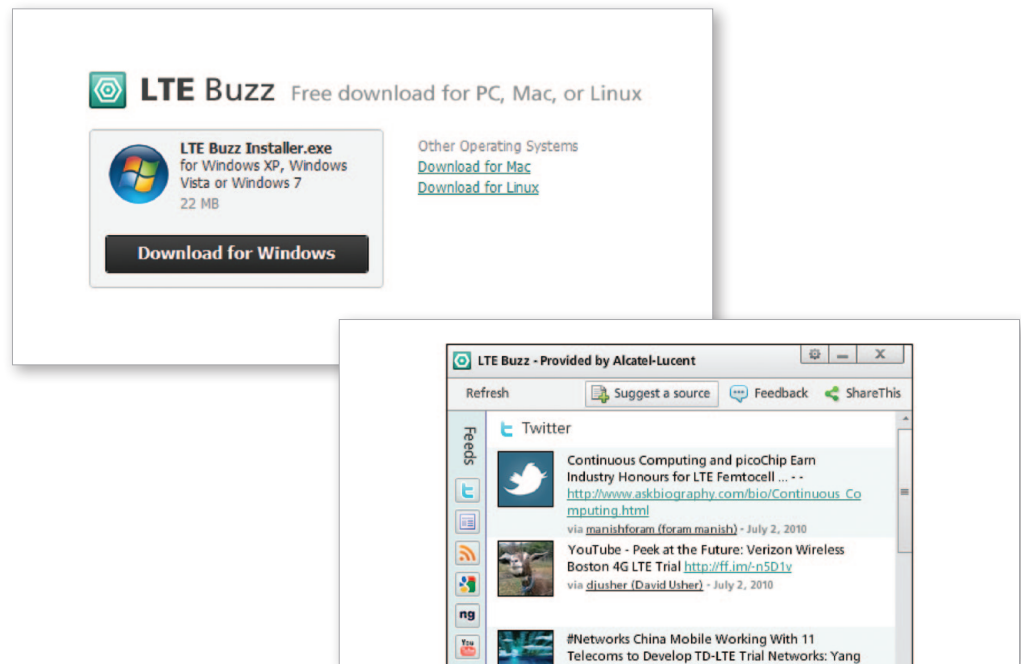 LTE Buzz Free download for PC, Mac, or Linux
LTE Buzz Installer.exe
for Windows XP, Windows
Vista or Windows 7
22 MB
Download for Windows
Other Operating Systems
Download for Mac
Download for Linux
LTE Buzz - Provided by Alcatel-Lucent
X
Refresh
Suggest a source
Feedback
ShareThis
Feeds
Twitter
Continuous Computing and picoChip Earn
Industry Honours for LTE Femtocell ... - -
http://www.askbiography.com/bio/Continuous_Co
mputing.html
via manishforam (foram manish) - July 2, 2010
YouTube - Peek at the Future: Verizon Wireless
Boston 4G LTE Trial http://ff.im/-n5D1v
via djusher (David Usher) - July 2, 2010
ng
You
#Networks China Mobile Working With 11
Telecoms to Develop TD-LTE Trial Networks: Yang